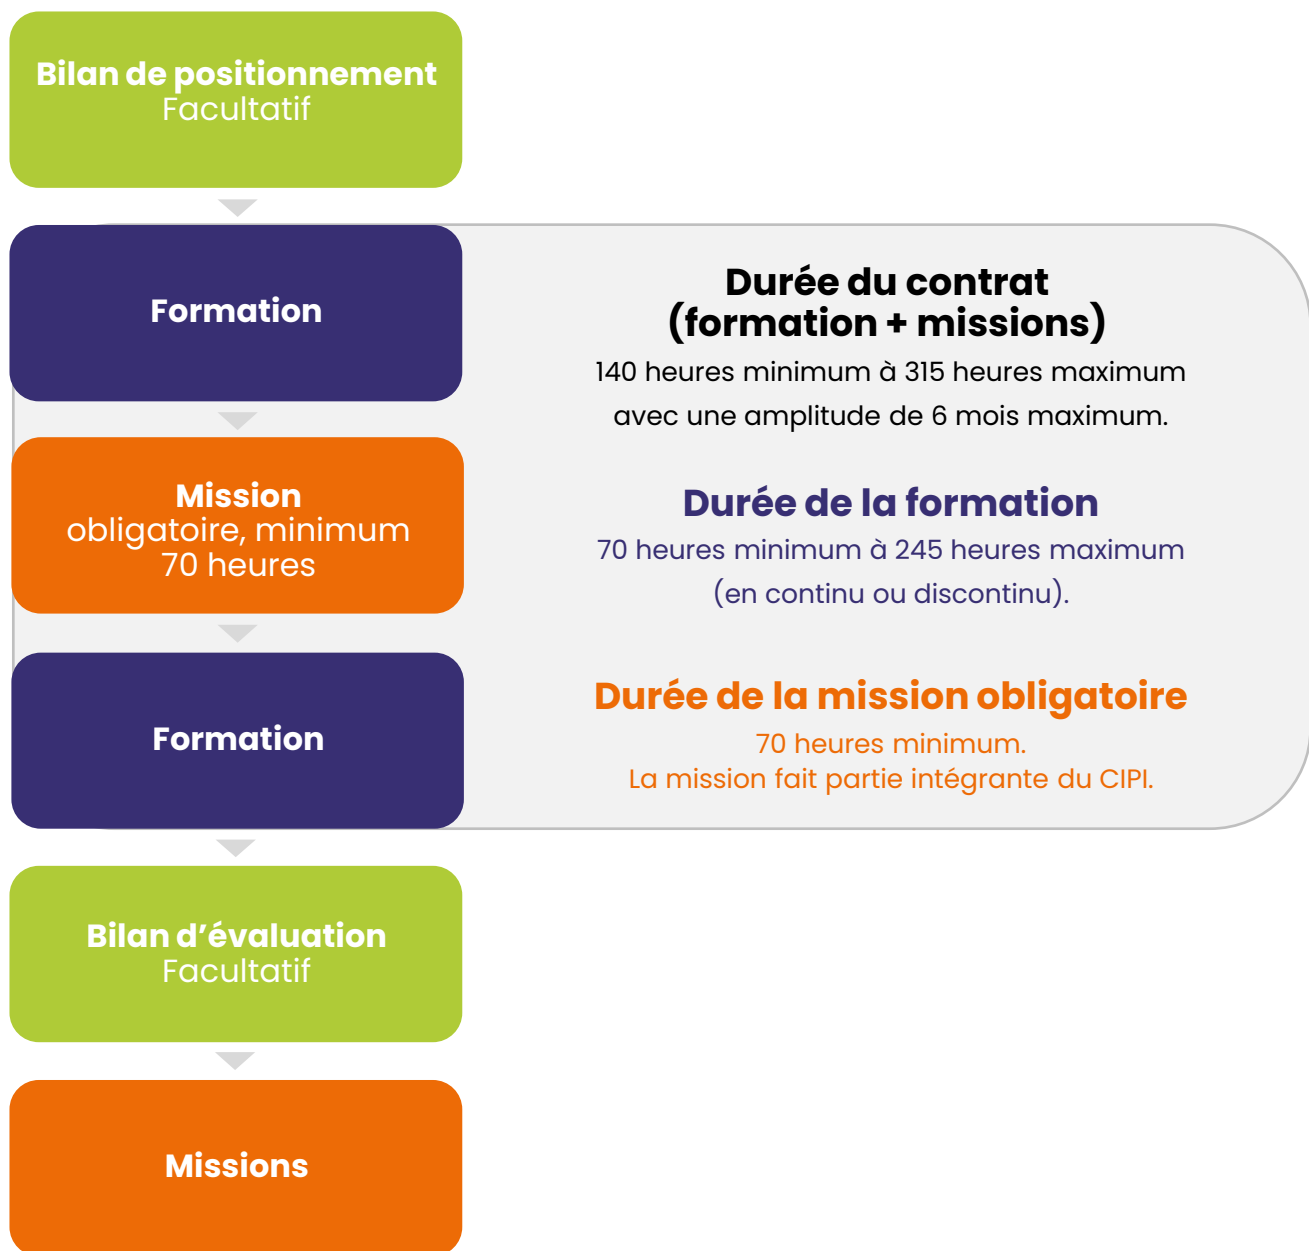 Bilan de positionnement
Facultatif
Formation
Durée du contrat
(formation + missions)
140 heures minimum à 315 heures maximum
avec une amplitude de 6 mois maximum.
Mission
obligatoire, minimum
70 heures
Durée de la formation
70 heures minimum à 245 heures maximum
(en continu ou discontinu).
Formation
Durée de la mission obligatoire
70 heures minimum.
La mission fait partie intégrante du CIPI.
Bilan d’évaluation
Facultatif
Missions